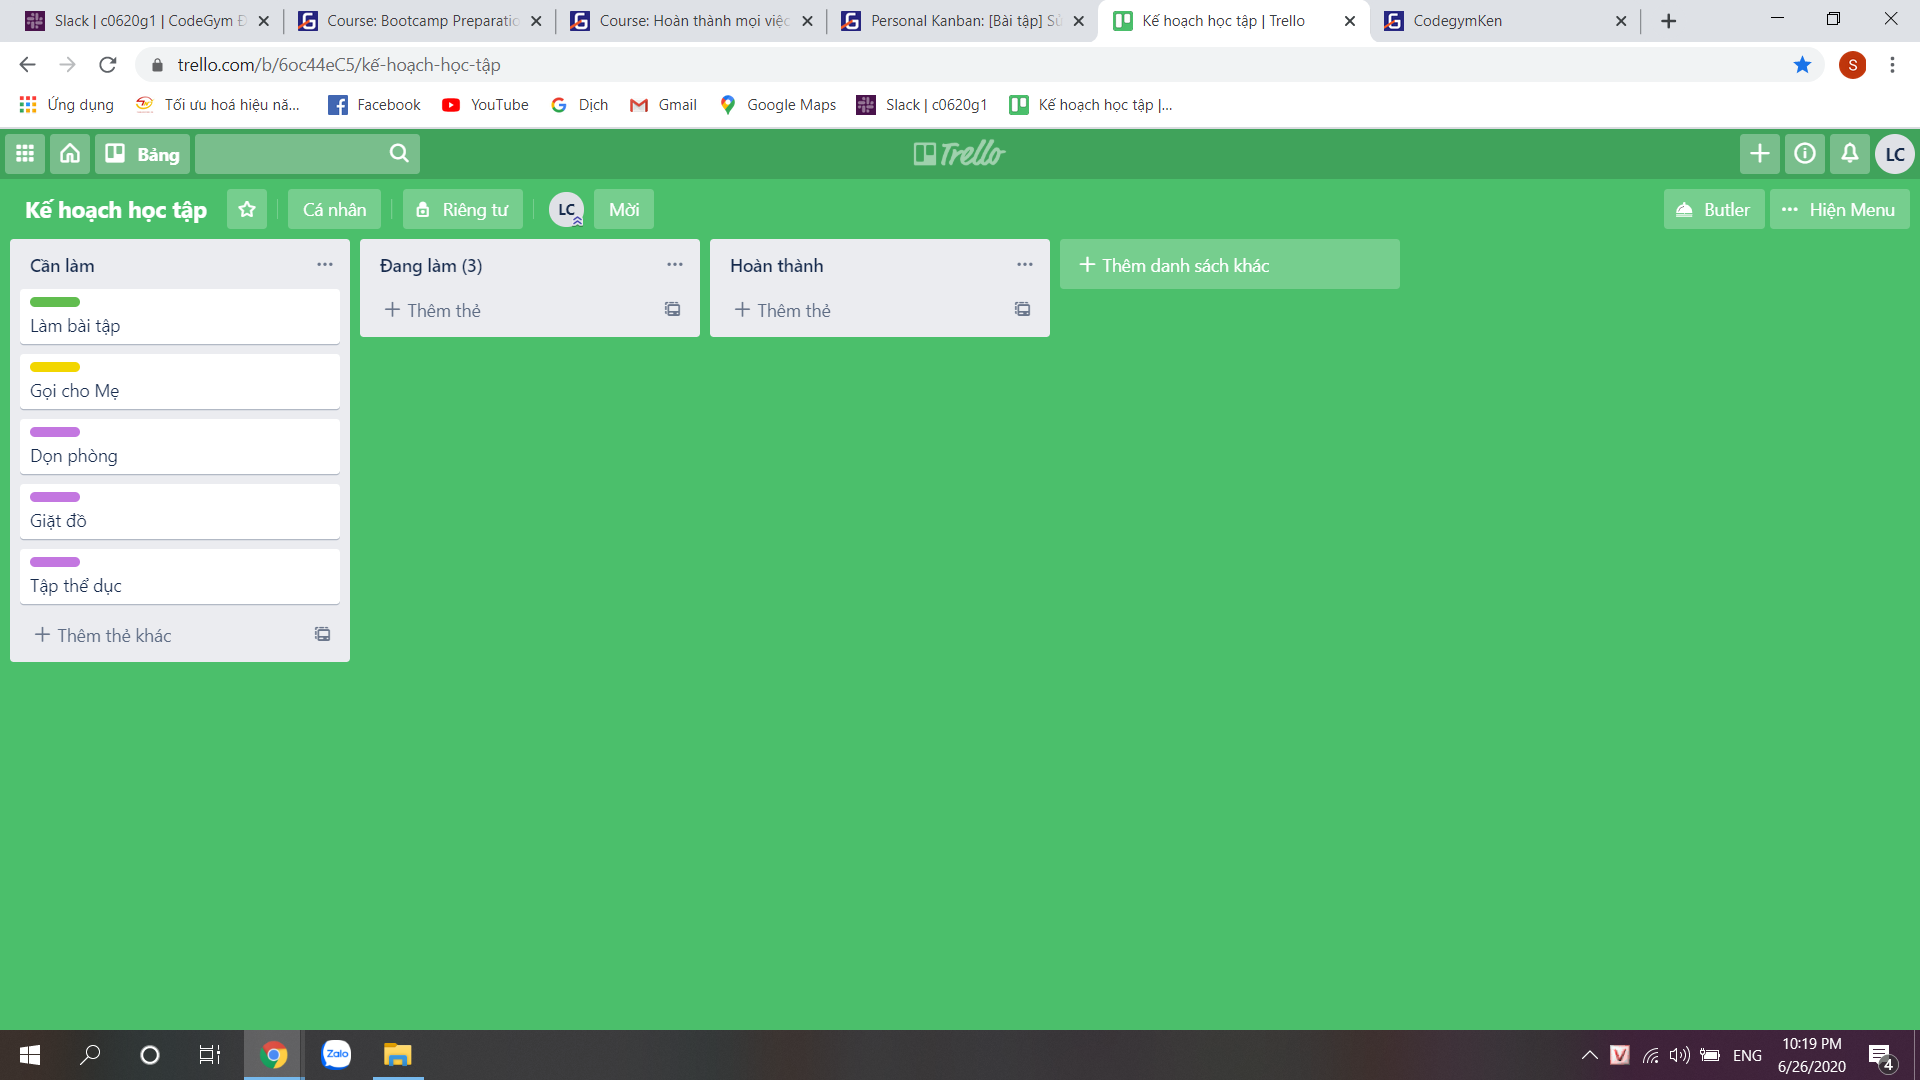 Slack | c0620g1 | CodeGym Đ
Course: Bootcamp Preparatio
Course: Hoàn thành mọi việc
Personal Kanban: [Bài tập] Sử
Kế hoạch học tập | Trello
CodegymKen
trello.com/b/6oc44eC5/kế-hoạch-học-tập
S
Ứng dụng
Tối ưu hoá hiệu nă...
Facebook
YouTube
Dịch
Gmail
Google Maps
Slack | c0620g1
Kế hoạch học tập |...
Bảng
Trello
LC
Kế hoạch học tập
Cá nhân
Riêng tư
LC
Mời
Butler
Hiện Menu
Cần làm
Làm bài tập
Gọi cho Mẹ
Dọn phòng
Giặt đồ
Tập thể dục
Thêm thẻ khác
Đang làm (3)
Thêm thẻ
Hoàn thành
Thêm thẻ
Thêm danh sách khác
Zalo
V
ENG
10:19 PM
6/26/2020
4